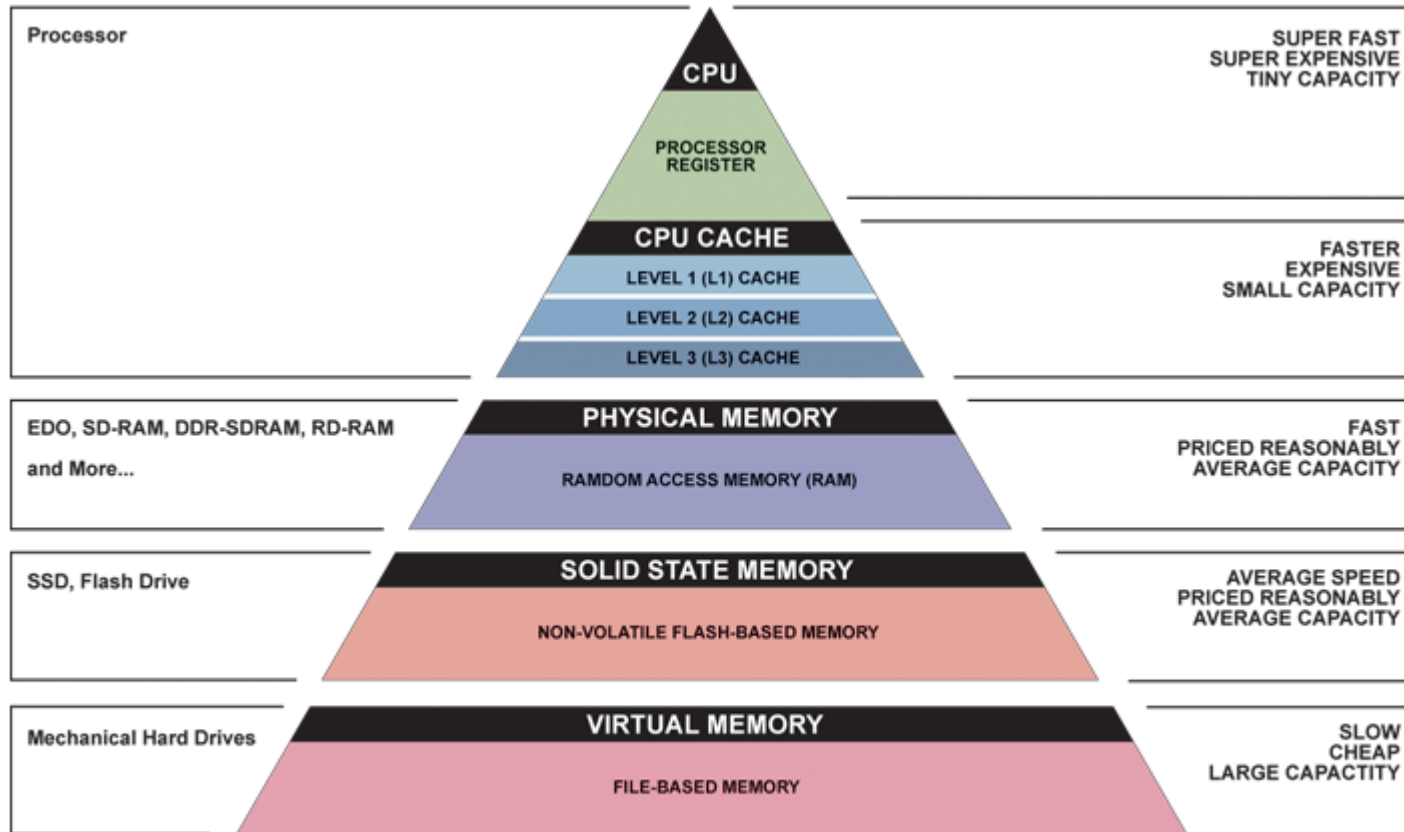 Processor
CPU
SUPER FAST
SUPER EXPENSIVE
TINY CAPACITY
PROCESSOR
REGISTER
CPU CACHE
LEVEL 1 (L1) CACHE
LEVEL 2 (L2) CACHE
LEVEL 3 (L3) CACHE
FASTER
EXPENSIVE
SMALL CAPACITY
EDO, SD-RAM, DDR-SDRAM, RD-RAM
and More...
PHYSICAL MEMORY
RAMDOM ACCESS MEMORY (RAM)
FAST
PRICED REASONABLY
AVERAGE CAPACITY
SSD, Flash Drive
SOLID STATE MEMORY
NON-VOLATILE FLASH-BASED MEMORY
AVERAGE SPEED
PRICED REASONABLY
AVERAGE CAPACITY
Mechanical Hard Drives
VIRTUAL MEMORY
FILE-BASED MEMORY
SLOW
CHEAP
LARGE CAPACTITY